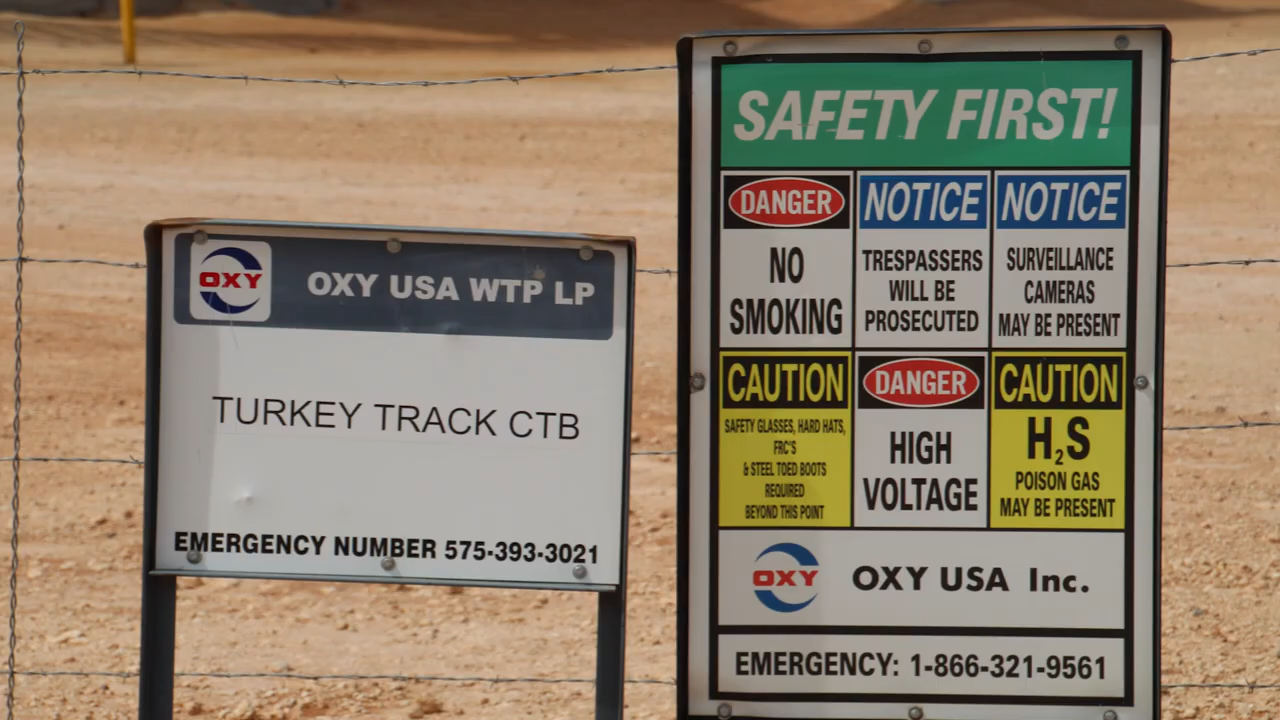 OXY
OXY USA WTP LP
TURKEY TRACK CTB
EMERGENCY NUMBER 575-393-3021
SAFETY FIRST!
DANGER
NO
SMOKING
NOTICE
TRESPASSERS
WILL BE
PROSECUTED
NOTICE
SURVEILLANCE
CAMERAS
MAY BE PRESENT
CAUTION
SAFETY GLASSES, HARD HATS,
FRC'S
& STEEL TOED BOOTS
REQUIRED
BEYOND THIS POINT
DANGER
HIGH
VOLTAGE
CAUTION
H2S
POISON GAS
MAY BE PRESENT
OXY
OXY USA Inc.
EMERGENCY: 1-866-321-9561